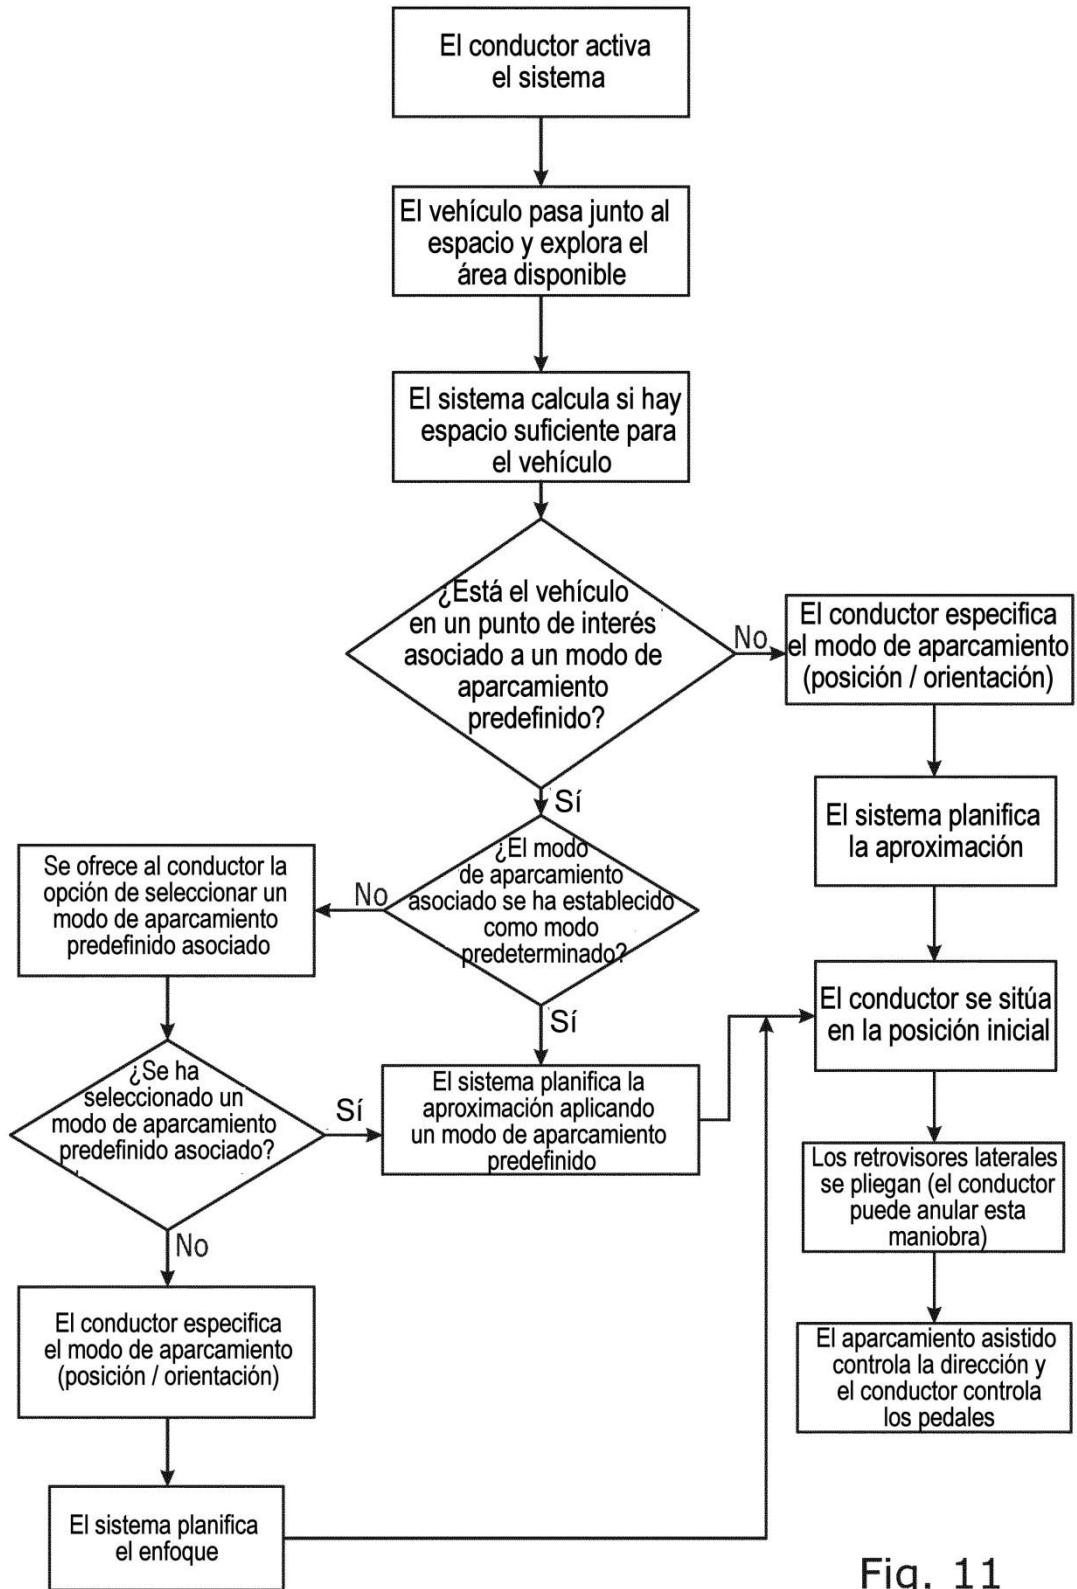 El conductor activa
el sistema
El vehículo pasa junto al
espacio y explora el
área disponible
El sistema calcula si hay
espacio suficiente para
el vehículo
¿Está el vehículo
en un punto de interés
asociado a un modo de
aparcamiento
predefinido?
No
El conductor especifica
el modo de aparcamiento
(posición / orientación)
Sí
El sistema planifica
la aproximación
¿El modo
de aparcamiento
asociado se ha establecido
como modo
predeterminado?
No
Se ofrece al conductor la
opción de seleccionar un
modo de aparcamiento
predefinido asociado
Sí
El conductor se sitúa
en la posición inicial
¿Se ha
seleccionado un
modo de aparcamiento
predefinido asociado?
Sí
El sistema planifica la
aproximación aplicando
un modo de aparcamiento
predefinido
Los retrovisores laterales
se pliegan (el conductor
puede anular esta
maniobra)
No
El conductor especifica
el modo de aparcamiento
(posición / orientación)
El aparcamiento asistido
controla la dirección y
el conductor controla
los pedales
El sistema planifica
el enfoque
Fig. 11